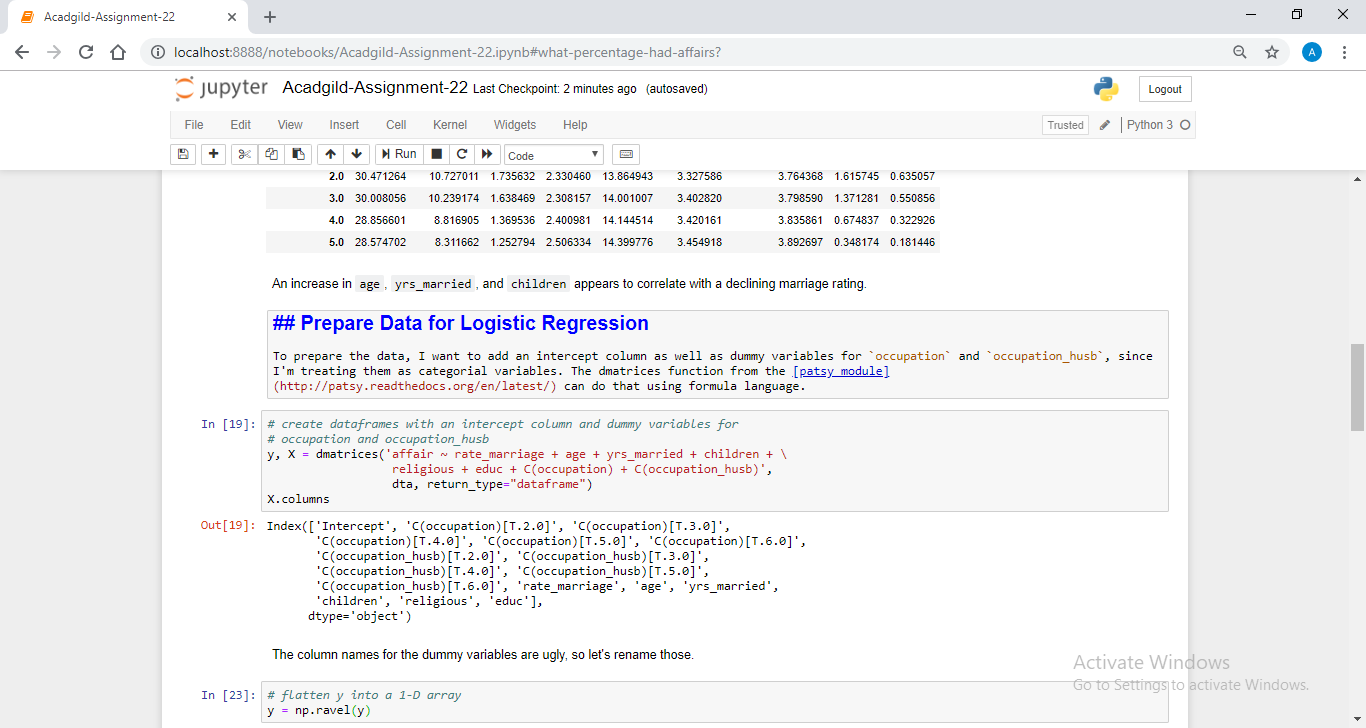 Acadgild-Assignment-22
localhost:8888/notebooks/Acadgild-Assignment-22.ipynb#what-percentage-had-affairs?
A
jupyter Acadgild-Assignment-22 Last Checkpoint: 2 minutes ago (autosaved)
Logout
File Edit View Insert Cell Kernel Widgets Help
Trusted Python 3
Run Code
2.0 30.471264 10.727011 1.735632 2.330460 13.864943 3.327586 3.764368 1.615745 0.635057
3.0 30.008056 10.239174 1.638469 2.308157 14.001007 3.402820 3.798590 1.371281 0.550856
4.0 28.856601 8.816905 1.369536 2.400981 14.144514 3.420161 3.835861 0.674837 0.322926
5.0 28.574702 8.311662 1.252794 2.506334 14.399776 3.454918 3.892697 0.348174 0.181446
An increase in age , yrs_married , and children appears to correlate with a declining marriage rating.
## Prepare Data for Logistic Regression
To prepare the data, I want to add an intercept column as well as dummy variables for `occupation` and `occupation_husb`, since
I'm treating them as categorial variables. The dmatrices function from the [patsy module]
(http://patsy.readthedocs.org/en/latest/) can do that using formula language.
In [19]: # create dataframes with an intercept column and dummy variables for
# occupation and occupation_husb
y, X = dmatrices('affair ~ rate_marriage + age + yrs_married + children + \
religious + educ + C(occupation) + C(occupation_husb)',
dta, return_type="dataframe")
X.columns
Out[19]: Index(['Intercept', 'C(occupation)[T.2.0]', 'C(occupation)[T.3.0]',
'C(occupation)[T.4.0]', 'C(occupation)[T.5.0]', 'C(occupation)[T.6.0]',
'C(occupation_husb)[T.2.0]', 'C(occupation_husb)[T.3.0]',
'C(occupation_husb)[T.4.0]', 'C(occupation_husb)[T.5.0]',
'C(occupation_husb)[T.6.0]', 'rate_marriage', 'age', 'yrs_married',
'children', 'religious', 'educ'],
dtype='object')
The column names for the dummy variables are ugly, so let's rename those.
Activate Windows
Go to Settings to activate Windows.
In [23]: # flatten y into a 1-D array
y = np.ravel(y)